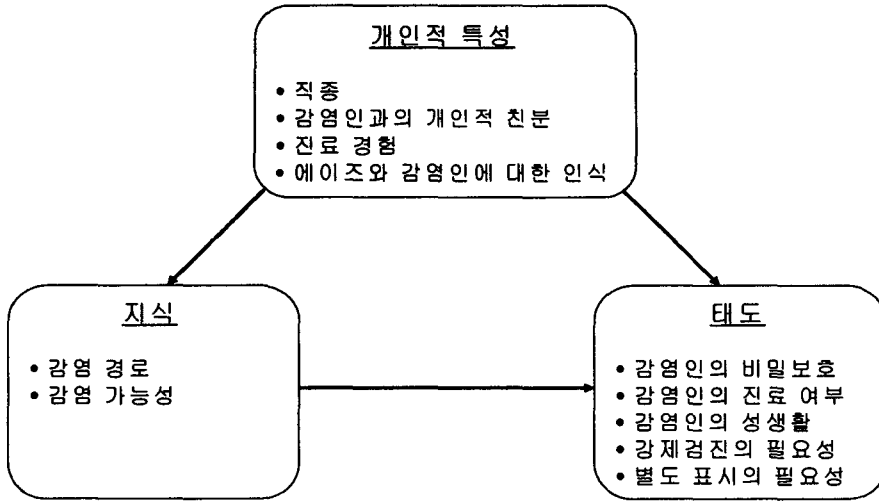 개인적 특성
• 직종
• 감염인과의 개인적 친분
• 진료 경험
• 에이즈와 감염인에 대한 인식
지식
• 감염 경로
• 감염 가능성
태도
• 감염인의 비밀보호
• 감염인의 진료 여부
• 감염인의 성생활
• 강제검진의 필요성
• 별도 표시의 필요성